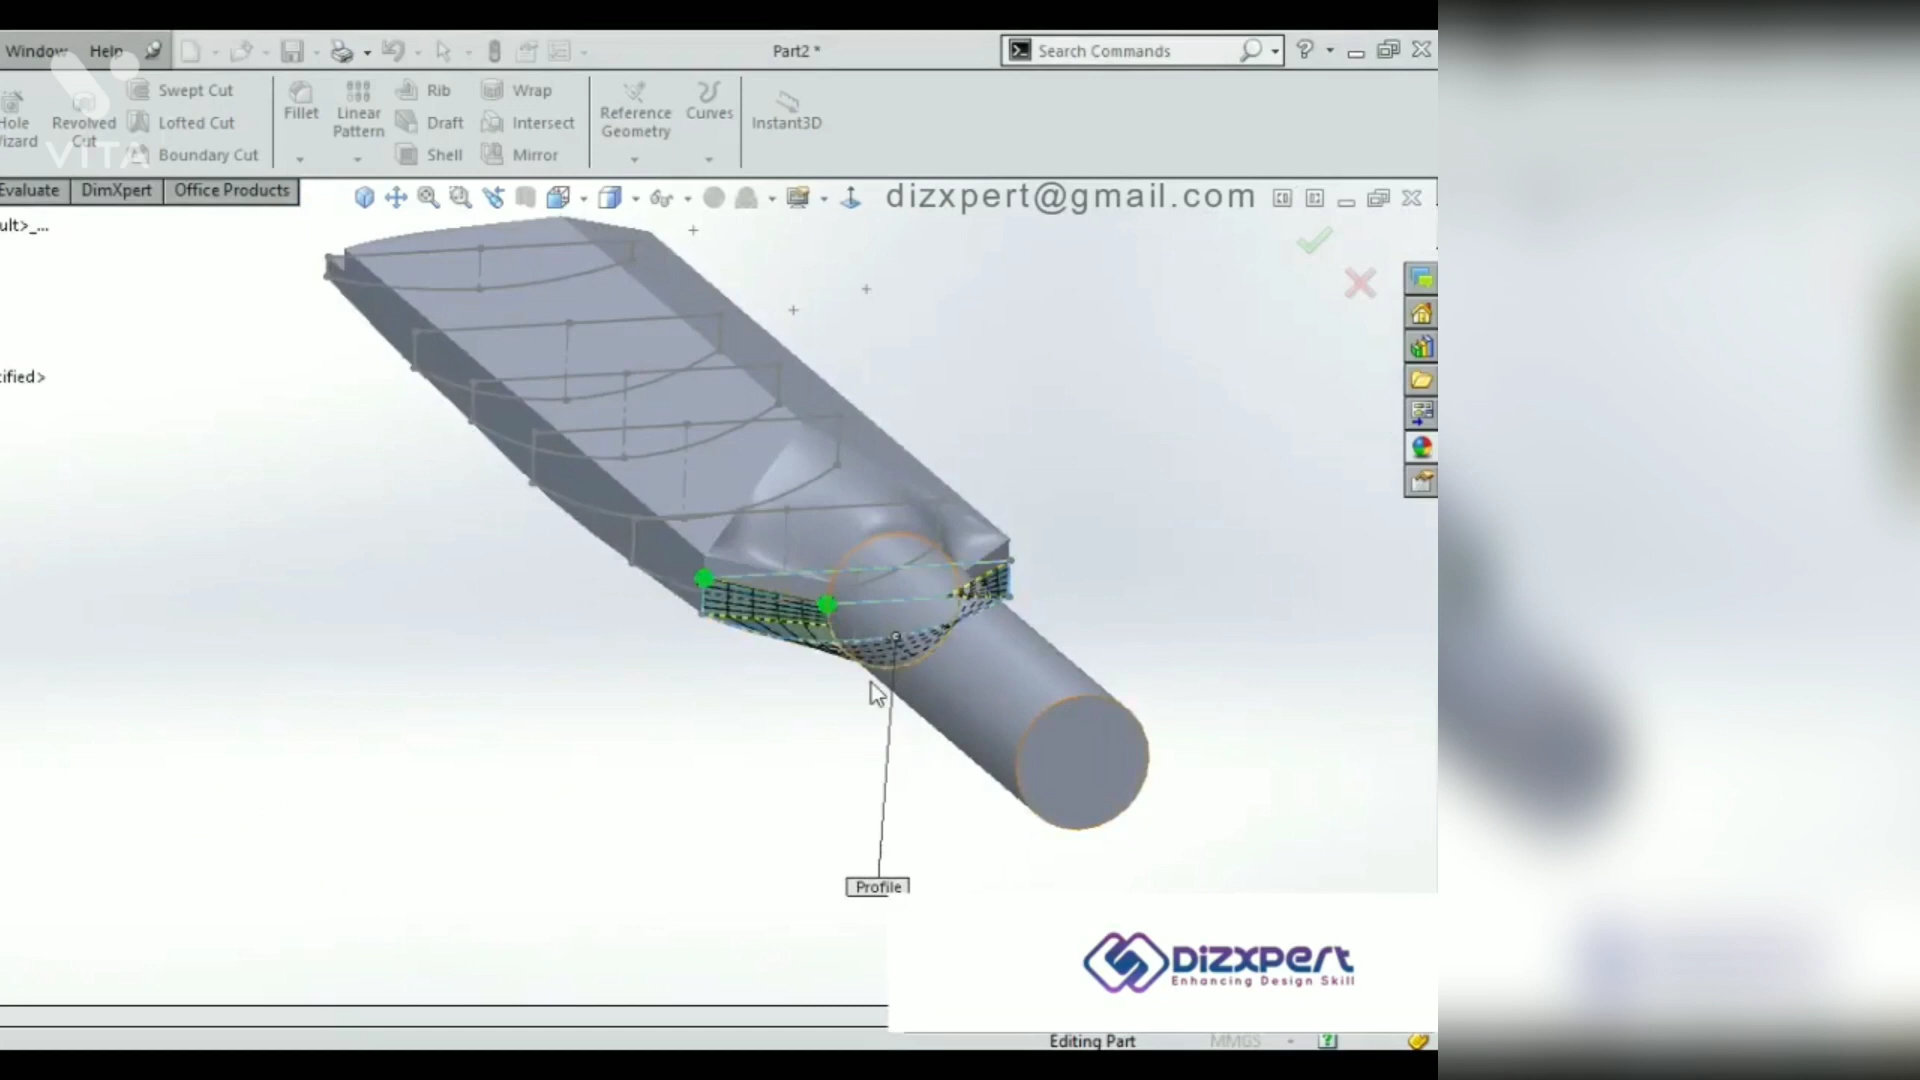 Window Help
Part2 *
Search Commands
Hole
Wizard
Revolved
Cut
Swept Cut
Lofted Cut
Boundary Cut
Fillet
Linear
Pattern
Rib
Draft
Shell
Wrap
Intersect
Mirror
Reference
Geometry
Curves
Instant3D
VITA
Evaluate DimXpert Office Products
dizxpert@gmail.com
ult>_...
ified>
Profile
Dizxpert
Enhancing Design Skill
Editing Part MMGS